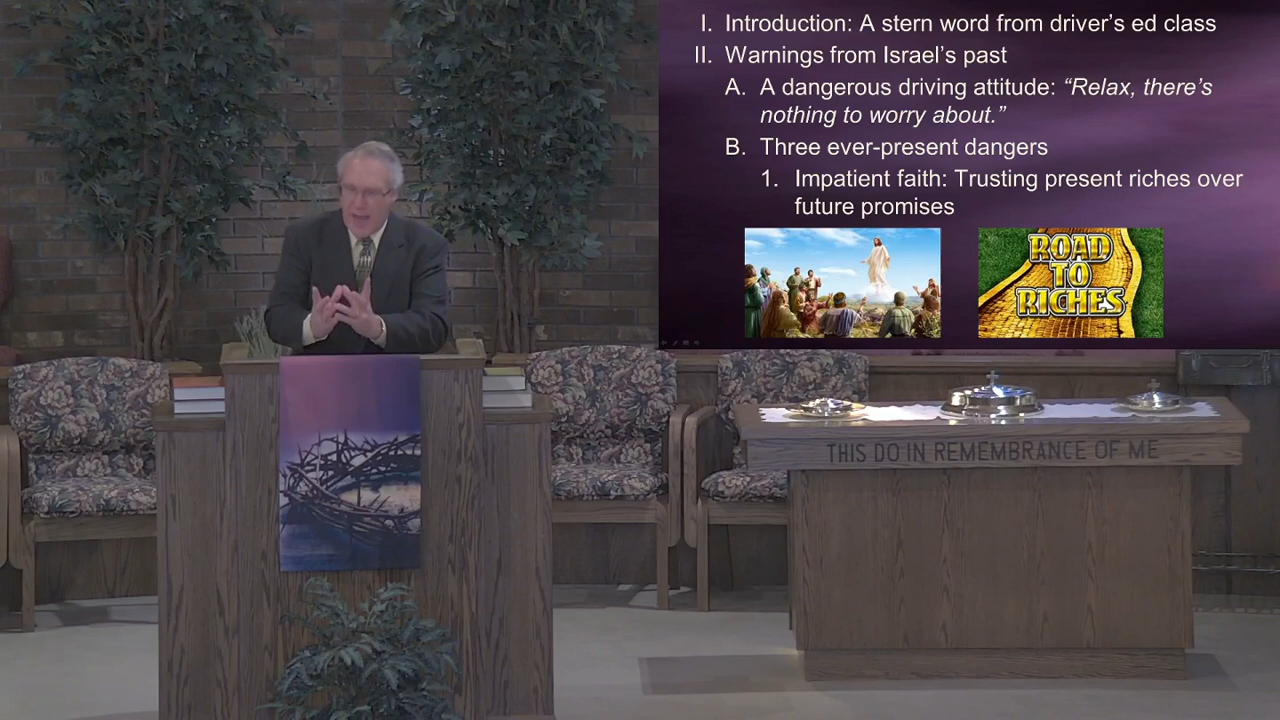 I. Introduction: A stern word from driver's ed class
II. Warnings from Israel's past
A. A dangerous driving attitude: "Relax, there's
nothing to worry about."
B. Three ever-present dangers
1. Impatient faith: Trusting present riches over
future promises
ROAD
TO
RICHES
THIS DO IN REMEMBRANCE OF ME